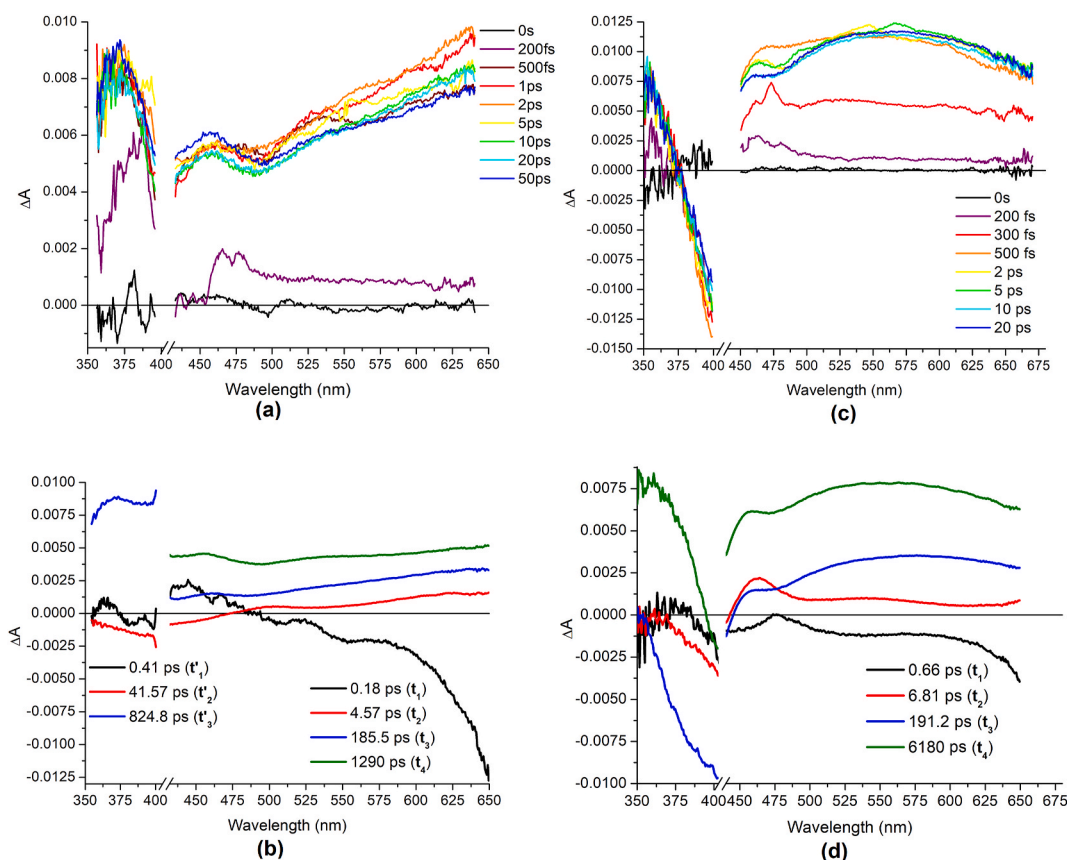 0.010
0.008
0.006
0.004
0.002
0.000
ΔA
350 375 400 450 475 500 525 550 575 600 625 650
Wavelength (nm)
(a)
0s
200fs
500fs
1ps
2ps
5ps
10ps
20ps
50ps
0.0125
0.0100
0.0075
0.0050
0.0025
0.0000
-0.0025
-0.0050
-0.0075
-0.0100
-0.0125
-0.0150
ΔA
350 375 400 450 475 500 525 550 575 600 625 650 675
Wavelength (nm)
(c)
0s
200 fs
300 fs
500 fs
2 ps
5 ps
10 ps
20 ps
0.0100
0.0075
0.0050
0.0025
0.0000
-0.0025
-0.0050
-0.0075
-0.0100
-0.0125
ΔA
350 375 400 450 475 500 525 550 575 600 625 650
Wavelength (nm)
(b)
0.41 ps (t'1)
41.57 ps (t'2)
824.8 ps (t'3)
0.18 ps (t1)
4.57 ps (t2)
185.5 ps (t3)
1290 ps (t4)
0.0075
0.0050
0.0025
0.0000
-0.0025
-0.0050
-0.0075
-0.0100
ΔA
350 375 400 450 475 500 525 550 575 600 625 650 675
Wavelength (nm)
(d)
0.66 ps (t1)
6.81 ps (t2)
191.2 ps (t3)
6180 ps (t4)